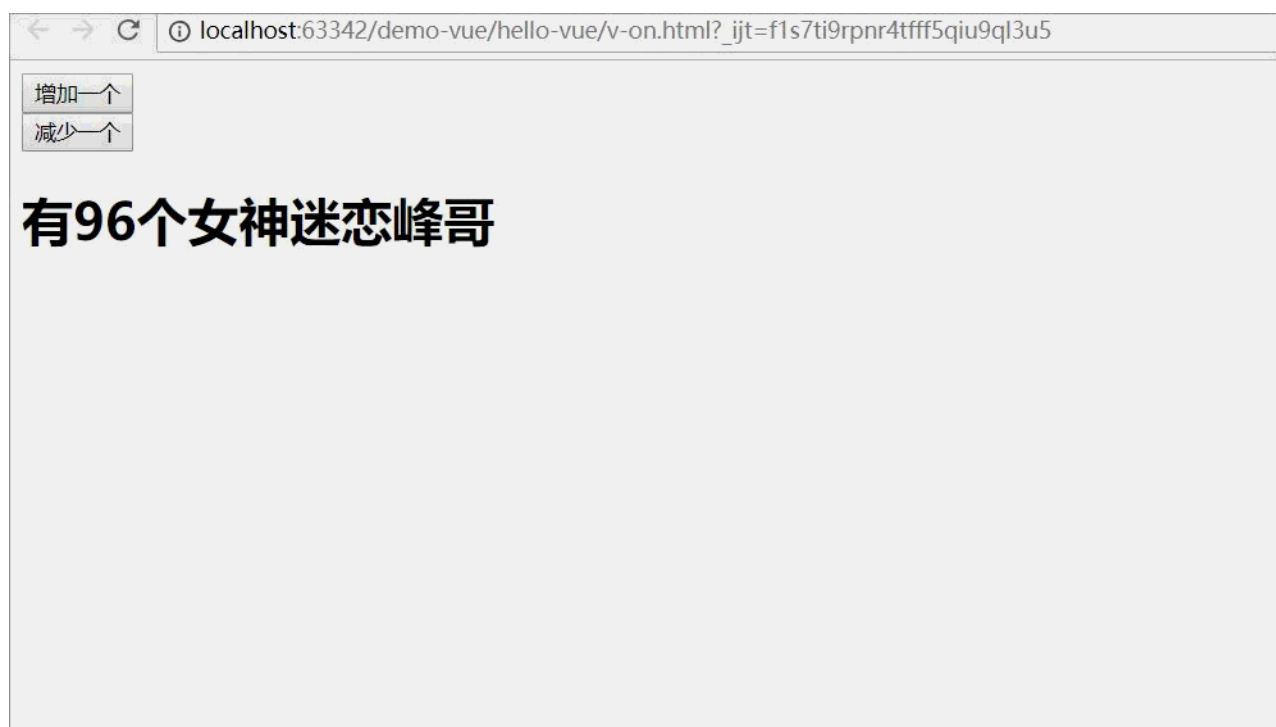 localhost:63342/demo-vue/hello-vue/v-on.html?_ijt=f1s7ti9rpnr4tfff5qiu9ql3u5
增加一个
减少一个
有96个女神迷恋峰哥